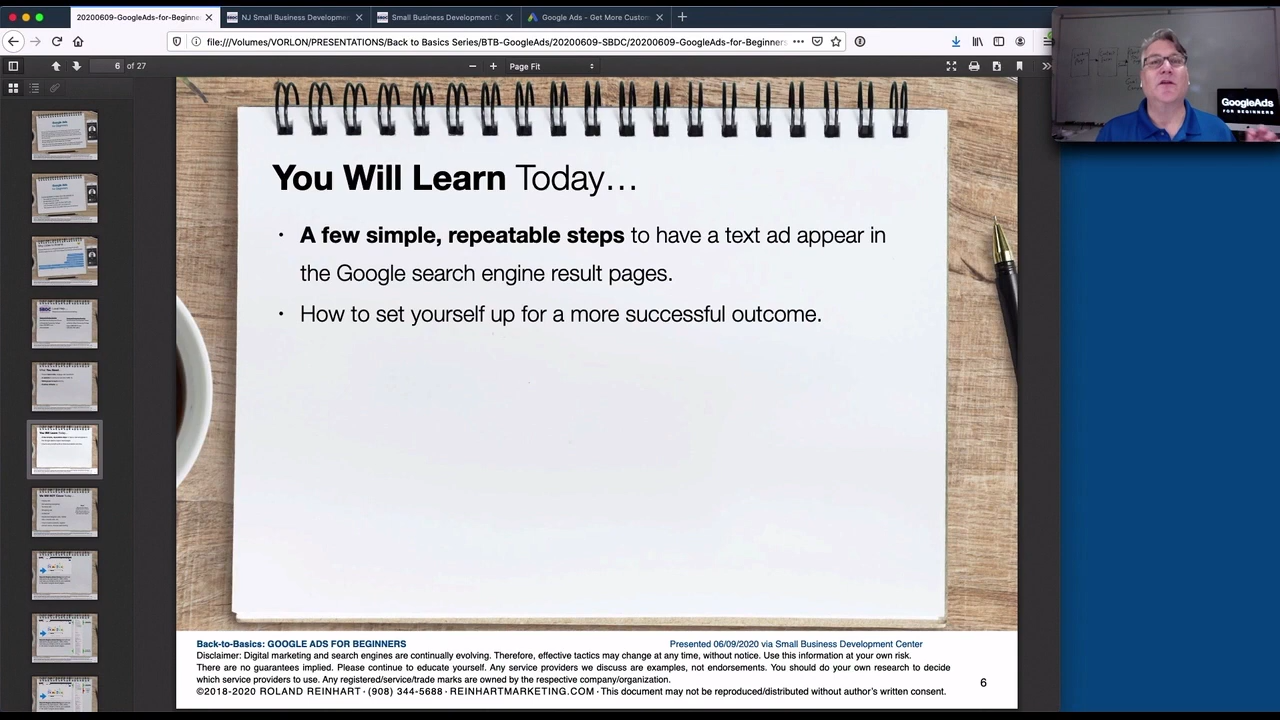 20200609-GoogleAds-for-Beginne
NJ Small Business Developmen
Small Business Development C
Google Ads - Get More Custom
file:///Volumes/VORLON/PRESENTATIONS/Back to Basics Series/BTB-GoogleAds/20200609-SBDC/20200609-GoogleAds-for-Beginners
6 of 27
Page Fit
GoogleAds
FOR BEGINNERS
You Will Learn Today…
• A few simple, repeatable steps to have a text ad appear in
the Google search engine result pages.
• How to set yourself up for a more successful outcome.
Back-to-Basics: GOOGLE ADS FOR BEGINNERS
Presented 06/09/2020 via Small Business Development Center
Disclaimer: Digital marketing and search engines are continually evolving. Therefore, effective tactics may change at any time, without notice. Use this information at your own risk.
There are no guarantees implied. Please continue to educate yourself. Any service providers we discuss are examples, not endorsements. You should do your own research to decide
which service providers to use. Any registered/service/trade marks are owned by the respective company/organization.
©2018-2020 ROLAND REINHART · (908) 344-5688 · REINHARTMARKETING.COM · This document may not be reproduced/distributed without author's written consent.
6